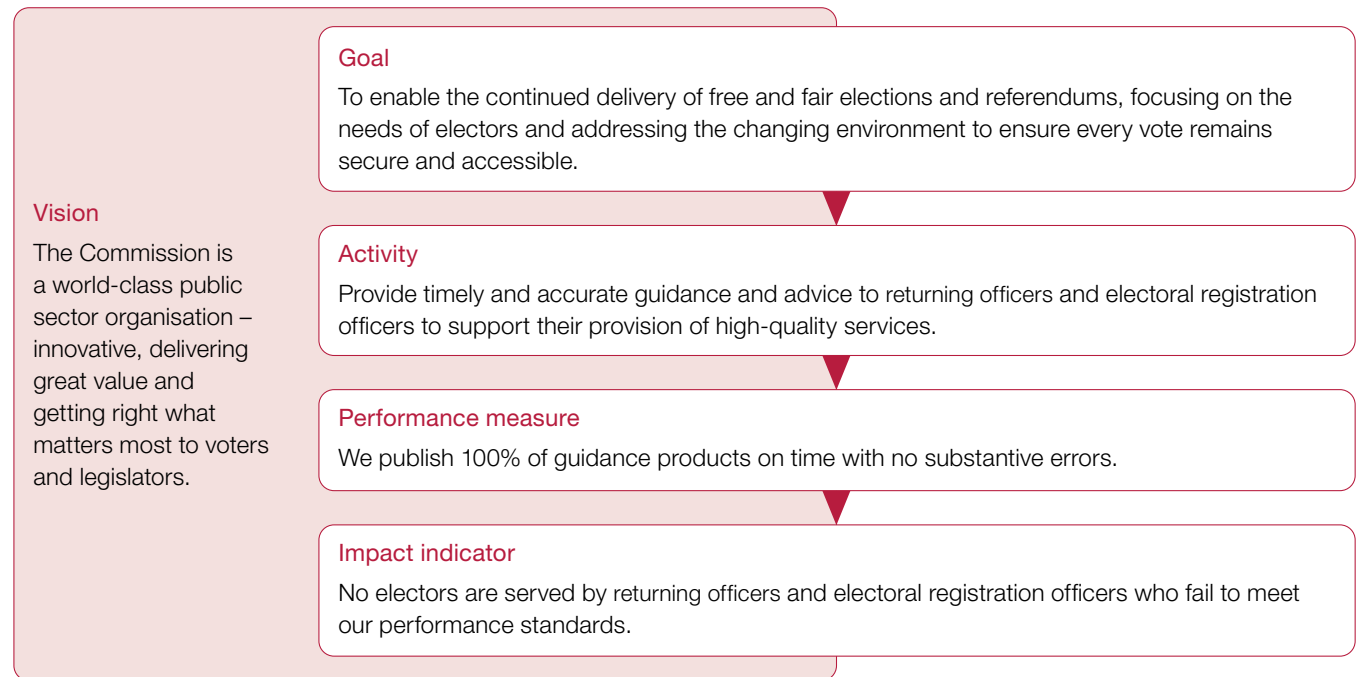 Vision
The Commission is
a world-class public
sector organisation –
innovative, delivering
great value and
getting right what
matters most to voters
and legislators.
Goal
To enable the continued delivery of free and fair elections and referendums, focusing on the
needs of electors and addressing the changing environment to ensure every vote remains
secure and accessible.
Activity
Provide timely and accurate guidance and advice to returning officers and electoral registration
officers to support their provision of high-quality services.
Performance measure
We publish 100% of guidance products on time with no substantive errors.
Impact indicator
No electors are served by returning officers and electoral registration officers who fail to meet
our performance standards.